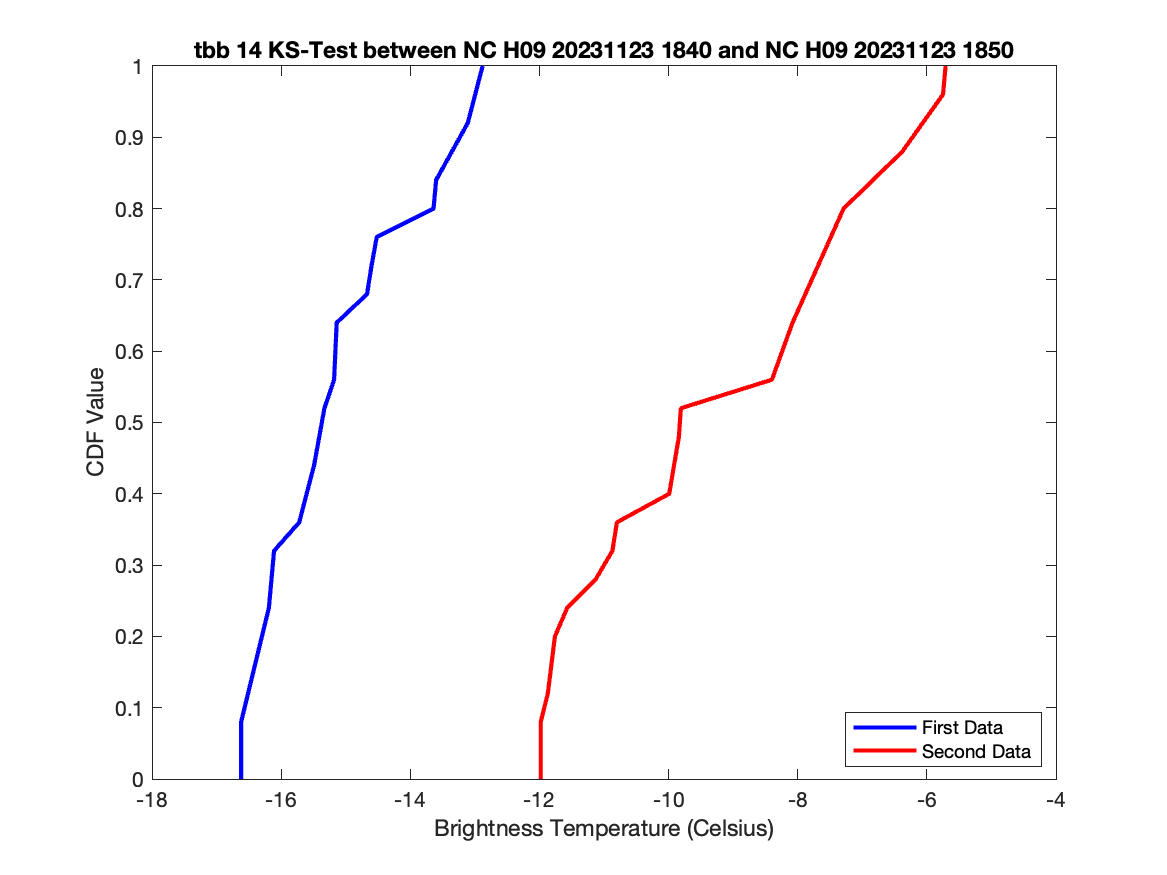 tbb 14 KS-Test between NC H09 20231123 1840 and NC H09 20231123 1850
1
0.9
0.8
0.7
0.6
0.5
0.4
0.3
0.2
0.1
0
CDF Value
First Data
Second Data
-18 -16 -14 -12 -10 -8 -6 -4
Brightness Temperature (Celsius)